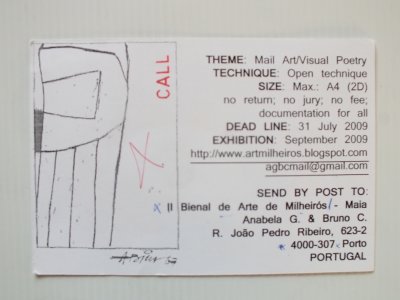 CALL
THEME: Mail Art/Visual Poetry
TECHNIQUE: Open technique
SIZE: Max.: A4 (2D)
no return; no jury; no fee;
documentation for all
DEAD LINE: 31 July 2009
EXHIBITION: September 2009
http://www.artmilheiros.blogspot.com
agbcmail@gmail.com
SEND BY POST TO:
II Bienal de Arte de Milheirós - Maia
Anabela G. & Bruno C.
R. João Pedro Ribeiro, 623-2
4000-307 Porto
PORTUGAL